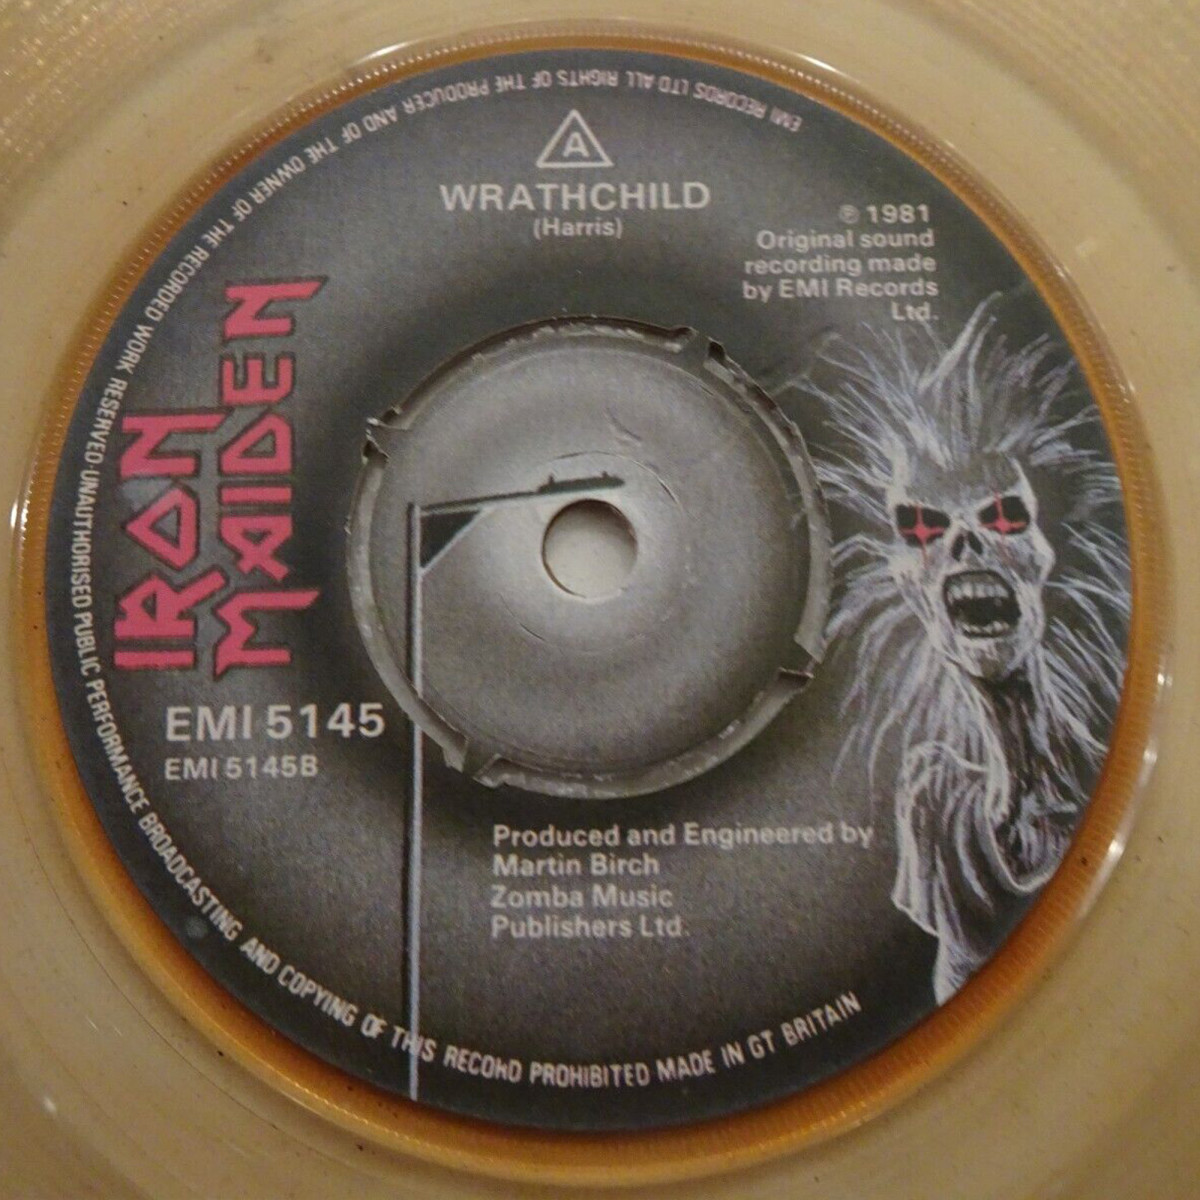 EMI RECORDS LTD ALL RIGHTS OF THE PRODUCER AND OF THE OWNER OF THE RECORDED WORK RESERVED·UNAUTHORISED PUBLIC PERFORMANCE BROADCASTING AND COPYING OF THIS RECORD PROHIBITED MADE IN GT BRITAIN
A
WRATHCHILD
(Harris)
℗ 1981
Original sound
recording made
by EMI Records
Ltd.
IRON
MAIDEN
EMI 5145
EMI 5145B
Produced and Engineered by
Martin Birch
Zomba Music
Publishers Ltd.